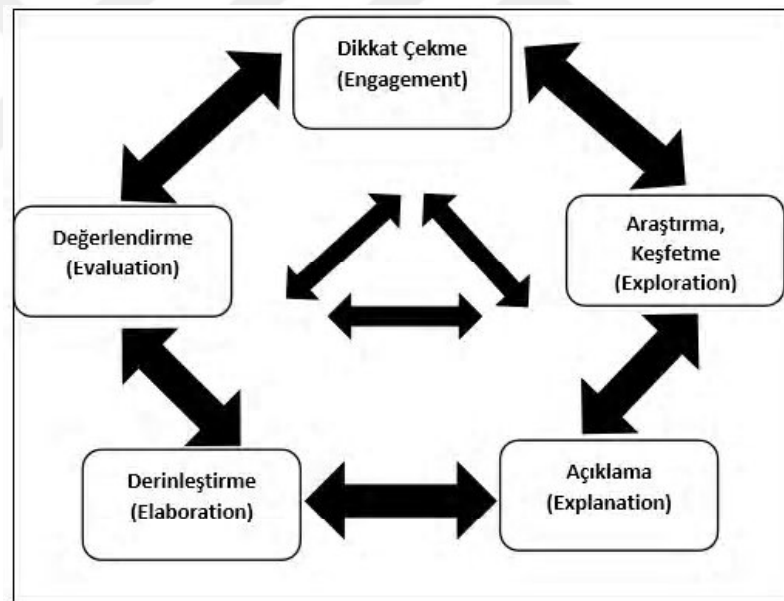 Dikkat Çekme
(Engagement)
Araştırma,
Keşfetme
(Exploration)
Açıklama
(Explanation)
Derinleştirme
(Elaboration)
Değerlendirme
(Evaluation)